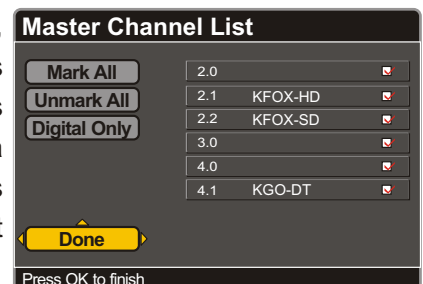 Master Channel List
Mark All
Unmark All
Digital Only
Done
2.0
2.1 KFOX-HD
2.2 KFOX-SD
3.0
4.0
4.1 KGO-DT
Press OK to finish